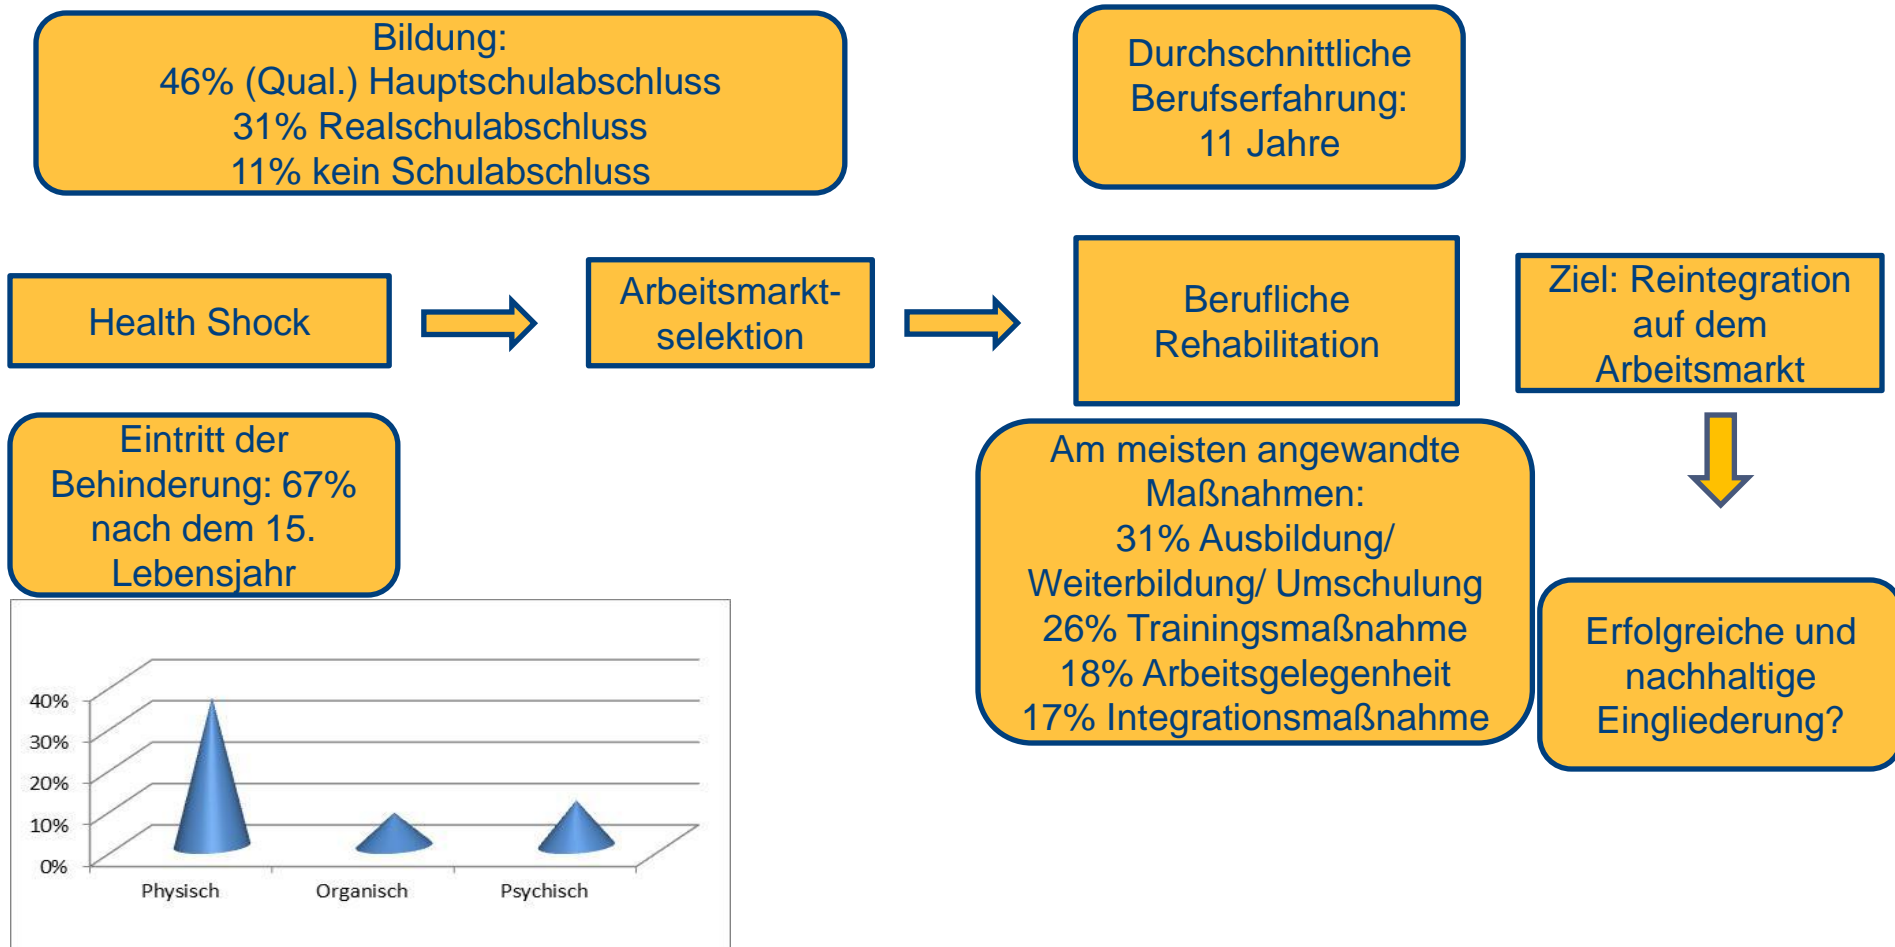 Bildung:
46% (Qual.) Hauptschulabschluss
31% Realschulabschluss
11% kein Schulabschluss
Durchschnittliche
Berufserfahrung:
11 Jahre
Health Shock
Arbeitsmarkt-
selektion
Berufliche
Rehabilitation
Ziel: Reintegration
auf dem
Arbeitsmarkt
Eintritt der
Behinderung: 67%
nach dem 15.
Lebensjahr
Am meisten angewandte
Maßnahmen:
31% Ausbildung/
Weiterbildung/ Umschulung
26% Trainingsmaßnahme
18% Arbeitsgelegenheit
17% Integrationsmaßnahme
Erfolgreiche und
nachhaltige
Eingliederung?
40%
30%
20%
10%
0%
Physisch Organisch Psychisch